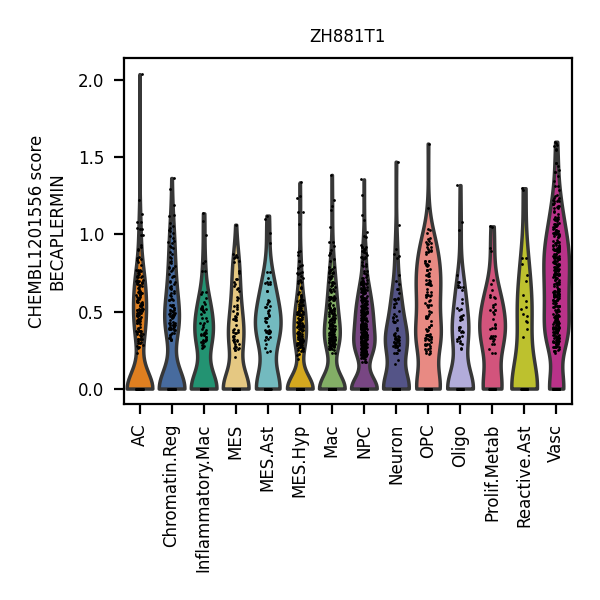 ZH881T1
CHEMBL1201556 score
BECAPLERMIN
2.0
1.5
1.0
0.5
0.0
AC
Chromatin.Reg
Inflammatory.Mac
MES
MES.Ast
MES.Hyp
Mac
NPC
Neuron
OPC
Oligo
Prolif.Metab
Reactive.Ast
Vasc